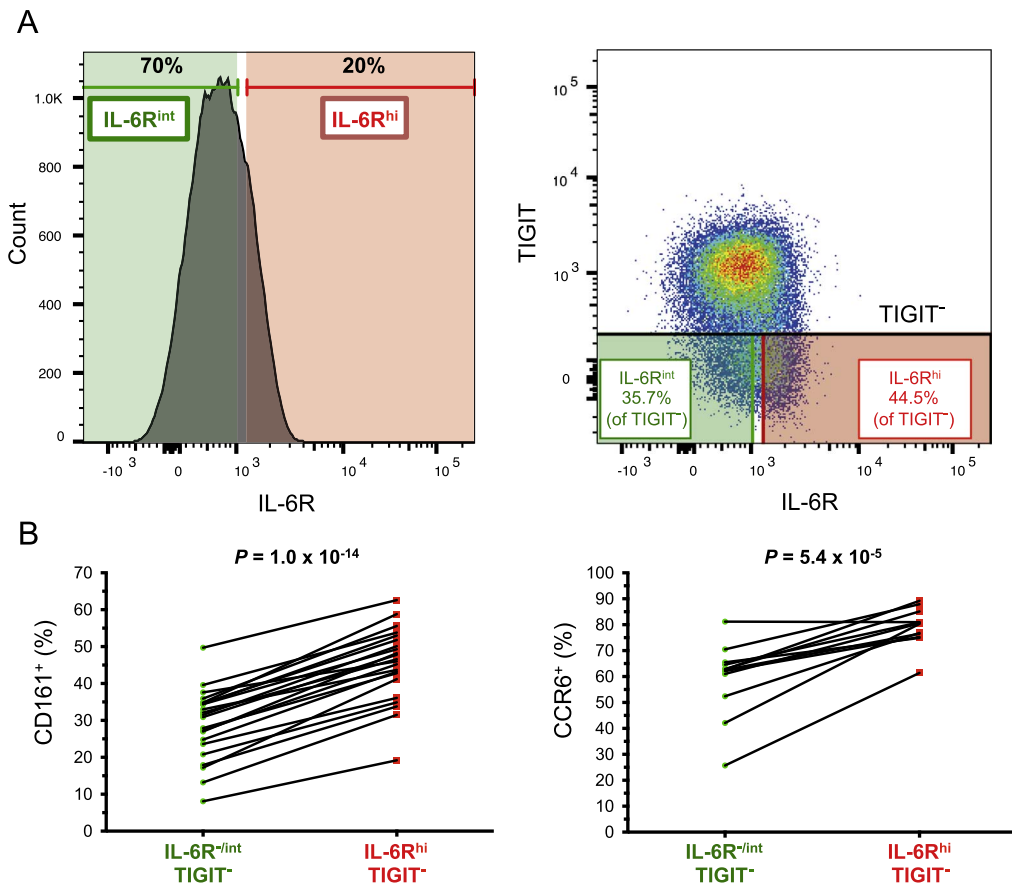 A
70%
20%
IL-6Rint
IL-6Rhi
1.0K
800
600
400
200
0
Count
-10 3
0
10 3
10 4
10 5
IL-6R
10 5
10 4
10 3
0
TIGIT
TIGIT-
IL-6Rint
35.7%
(of TIGIT-)
IL-6Rhi
44.5%
(of TIGIT-)
-10 3
0
10 3
10 4
10 5
IL-6R
B
P = 1.0 x 10-14
70
60
50
40
30
20
10
0
CD161+ (%)
IL-6R-/int
TIGIT-
IL-6Rhi
TIGIT-
P = 5.4 x 10-5
100
90
80
70
60
50
40
30
20
10
0
CCR6+ (%)
IL-6R-/int
TIGIT-
IL-6Rhi
TIGIT-